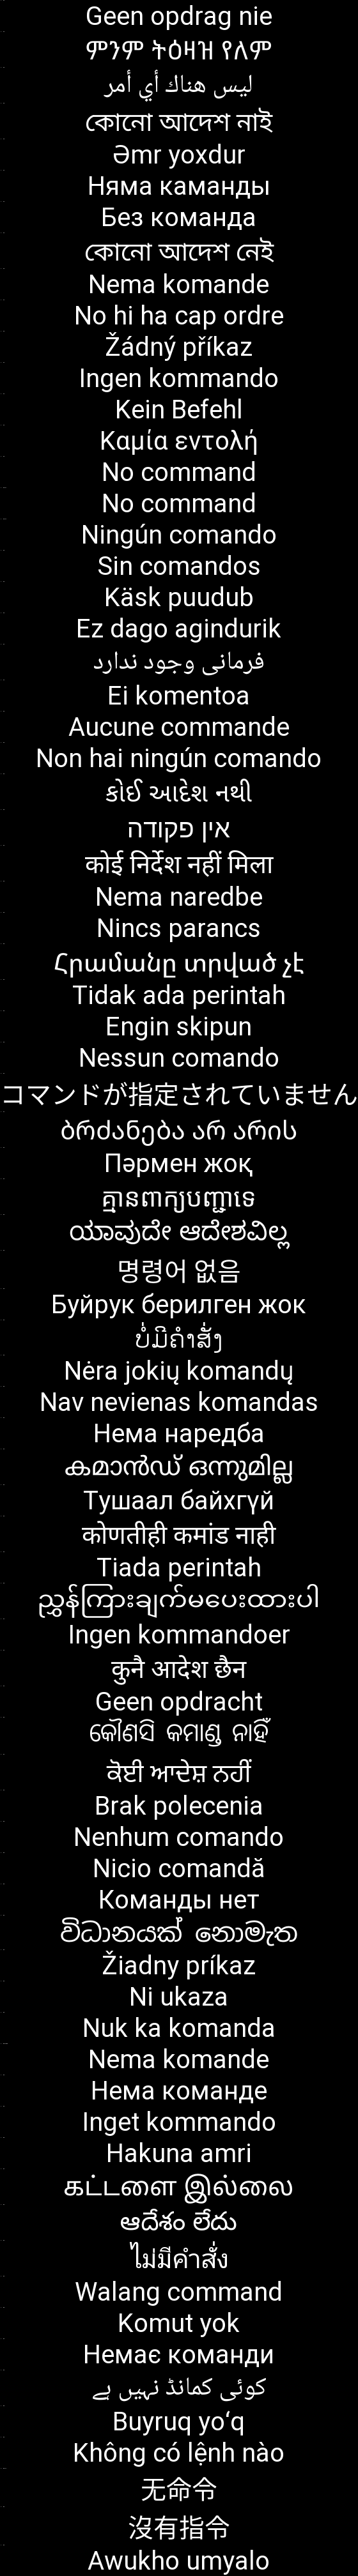 Geen opdrag nie
ምንም ትዕዛዝ የለም
ليس هناك أي أمر
কোনো আদেশ নাই
Əmr yoxdur
Няма каманды
Без команда
কোনো আদেশ নেই
Nema komande
No hi ha cap ordre
Žádný příkaz
Ingen kommando
Kein Befehl
Καμία εντολή
No command
No command
Ningún comando
Sin comandos
Käsk puudub
Ez dago agindurik
فرمانی وجود ندارد
Ei komentoa
Aucune commande
Non hai ningún comando
કોઈ આદેશ નથી
אין פקודה
कोई निर्देश नहीं मिला
Nema naredbe
Nincs parancs
Հրամանը տրված չէ
Tidak ada perintah
Engin skipun
Nessun comando
コマンドが指定されていません
ბრძანება არ არის
Пәрмен жоқ
គ្មាន​ពាក្យ​បញ្ជា​ទេ
ಯಾವುದೇ ಆದೇಶವಿಲ್ಲ
명령어 없음
Буйрук берилген жок
ບໍ່ມີຄຳສັ່ງ
Nėra jokių komandų
Nav nevienas komandas
Нема наредба
കമാൻഡ് ഒന്നുമില്ല
Тушаал байхгүй
कोणतीही कमांड नाही
Tiada perintah
ညွှန်ကြားချက်မပေးထားပါ
Ingen kommandoer
कुनै आदेश छैन
Geen opdracht
କୌଣସି କମାଣ୍ଡ ନାହିଁ
ਕੋਈ ਆਦੇਸ਼ ਨਹੀਂ
Brak polecenia
Nenhum comando
Nicio comandă
Команды нет
විධානයක් නොමැත
Žiadny príkaz
Ni ukaza
Nuk ka komanda
Nema komande
Нема команде
Inget kommando
Hakuna amri
கட்டளை இல்லை
ఆదేశం లేదు
ไม่มีคำสั่ง
Walang command
Komut yok
Немає команди
کوئی کمانڈ نہیں ہے
Buyruq yo‘q
Không có lệnh nào
无命令
沒有指令
Awukho umyalo